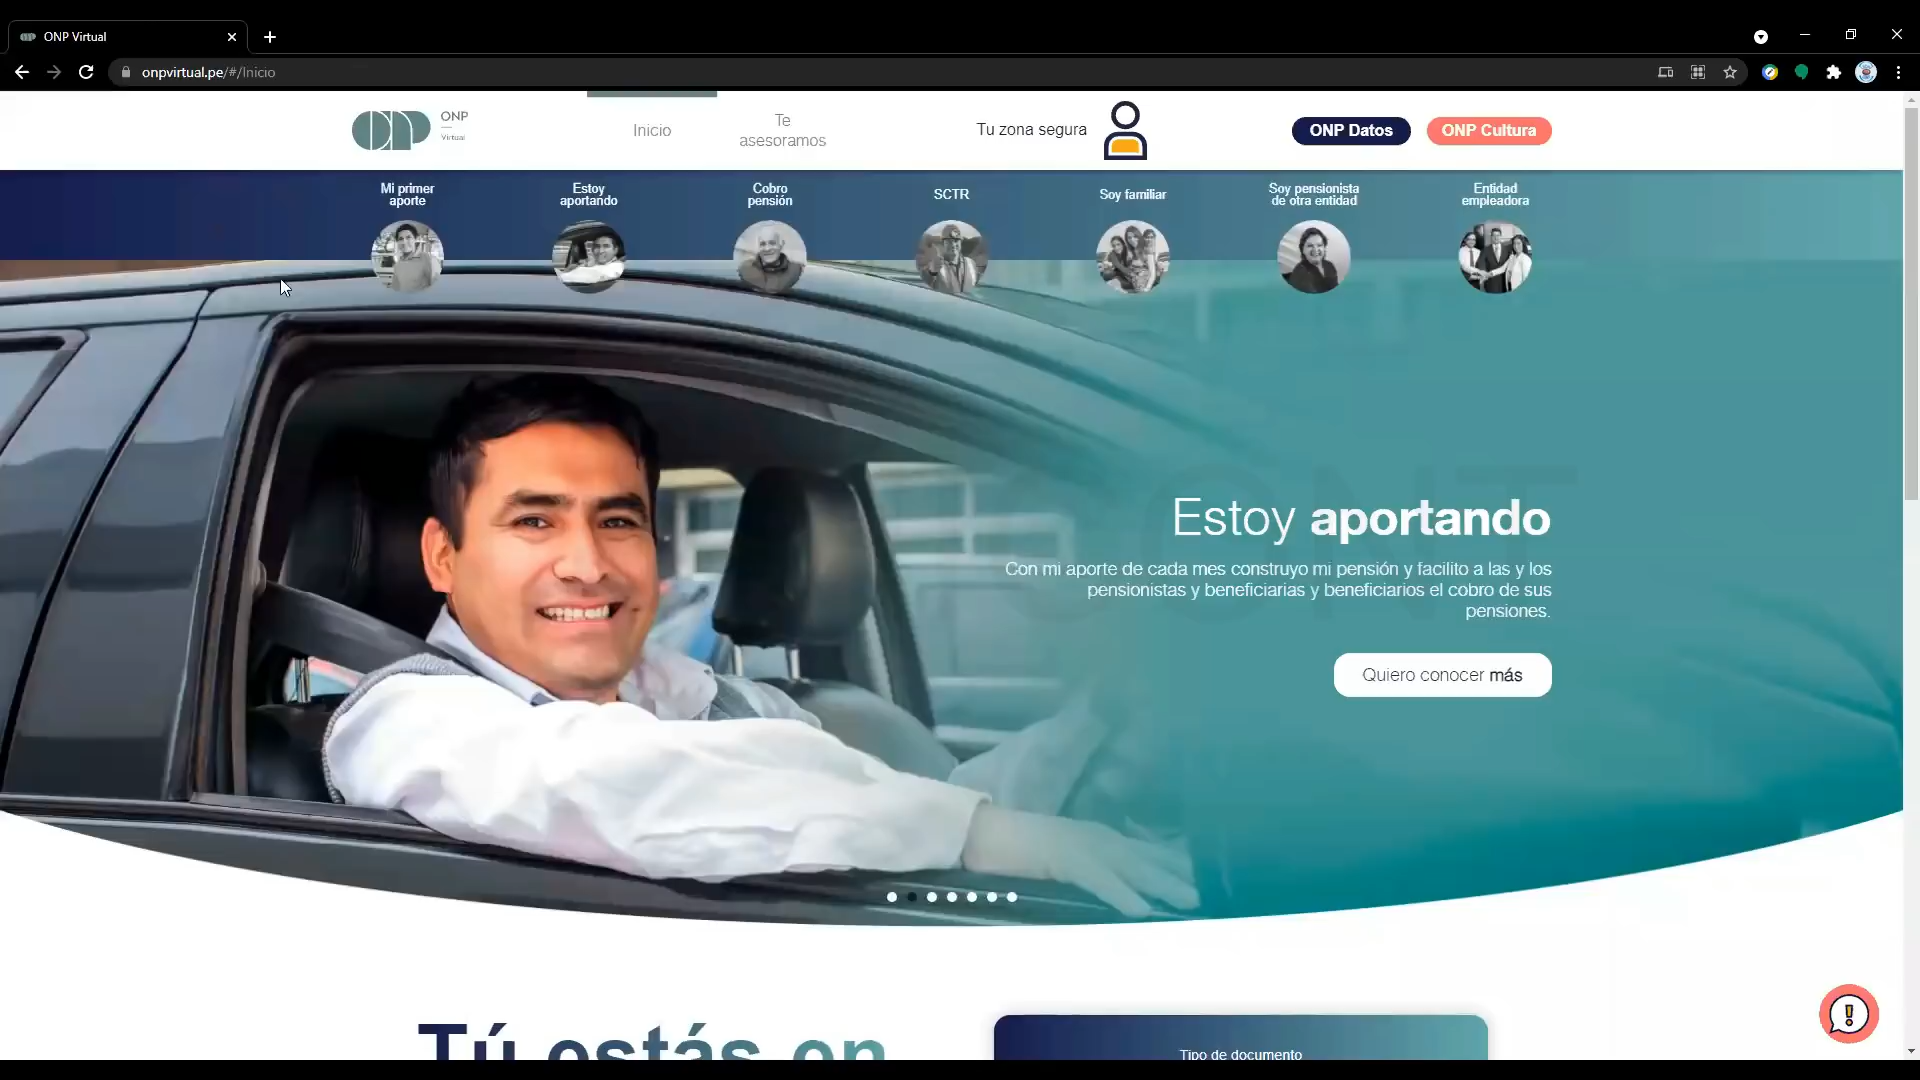 ONP Virtual
onpvirtual.pe/#/Inicio
ONP
Virtual
Inicio
Te
asesoramos
Tu zona segura
ONP Datos
ONP Cultura
Mi primer
aporte
Estoy
aportando
Cobro
pensión
SCTR
Soy familiar
Soy pensionista
de otra entidad
Entidad
empleadora
Estoy aportando
Con mi aporte de cada mes construyo mi pensión y facilito a las y los
pensionistas y beneficiarias y beneficiarios el cobro de sus
pensiones.
Quiero conocer más
Tú estás en
Tipo de documento